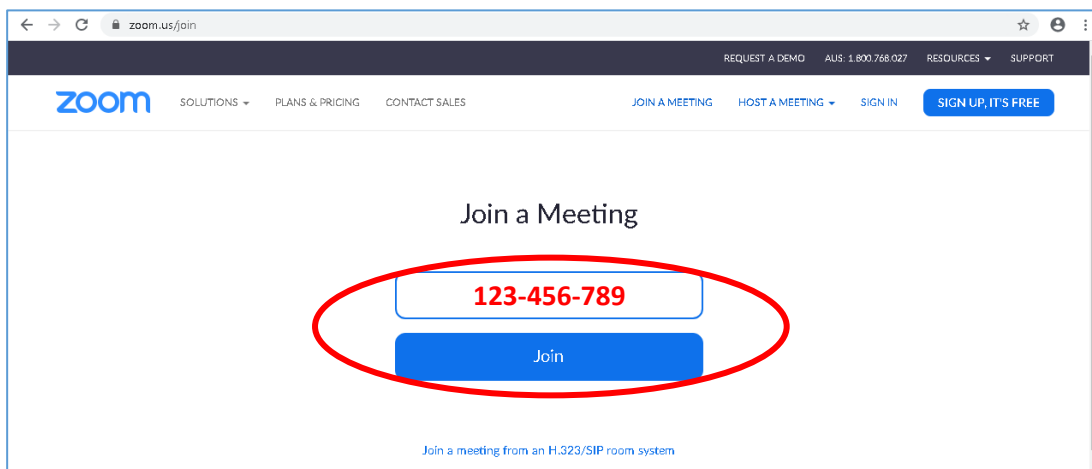 zoom.us/join
REQUEST A DEMO AUS: 1.800.768.027 RESOURCES SUPPORT
zoom SOLUTIONS PLANS & PRICING CONTACT SALES JOIN A MEETING HOST A MEETING SIGN IN SIGN UP, IT'S FREE
Join a Meeting
123-456-789
Join
Join a meeting from an H.323/SIP room system